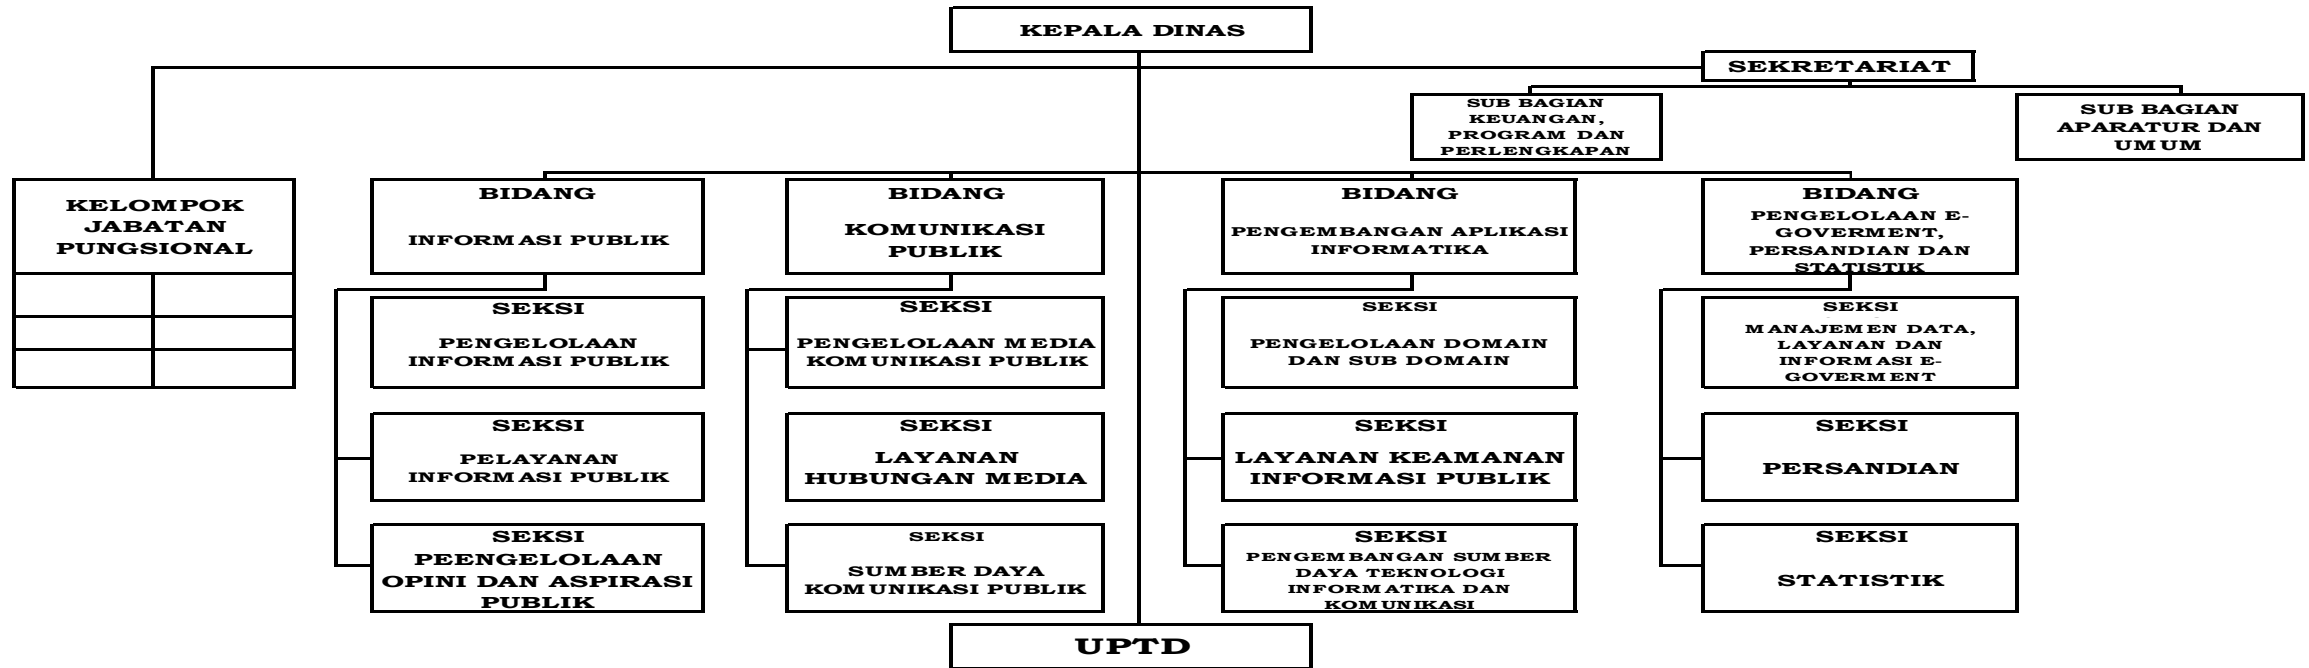 KEPALA DINAS
SEKRETARIAT
SUB BAGIAN
KEUANGAN,
PROGRAM DAN
PERLENGKAPAN
SUB BAGIAN
APARATUR DAN
UMUM
KELOMPOK
JABATAN
PUNGSIONAL
BIDANG
INFORMASI PUBLIK
BIDANG
KOMUNIKASI
PUBLIK
BIDANG
PENGEMBANGAN APLIKASI
INFORMATIKA
BIDANG
PENGELOLAAN E-
GOVERMENT,
PERSANDIAN DAN
STATISTIK
SEKSI
PENGELOLAAN
INFORMASI PUBLIK
SEKSI
PENGELOLAAN MEDIA
KOMUNIKASI PUBLIK
SEKSI
PENGELOLAAN DOMAIN
DAN SUB DOMAIN
SEKSI
MANAJEMEN DATA,
LAYANAN DAN
INFORMASI E-
GOVERMENT
SEKSI
PELAYANAN
INFORMASI PUBLIK
SEKSI
LAYANAN
HUBUNGAN MEDIA
SEKSI
LAYANAN KEAMANAN
INFORMASI PUBLIK
SEKSI
PERSANDIAN
SEKSI
PEENGELOLAAN
OPINI DAN ASPIRASI
PUBLIK
SEKSI
SUMBER DAYA
KOMUNIKASI PUBLIK
SEKSI
PENGEMBANGAN SUMBER
DAYA TEKNOLOGI
INFORMATIKA DAN
KOMUNIKASI
SEKSI
STATISTIK
UPTD